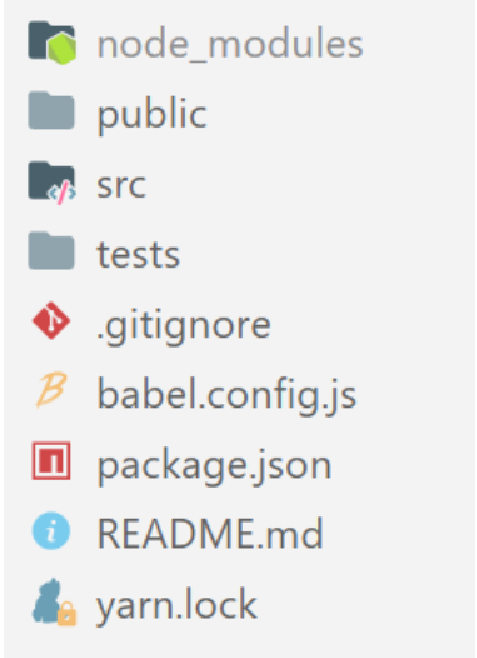 node_modules
public
src
tests
.gitignore
babel.config.js
package.json
README.md
yarn.lock